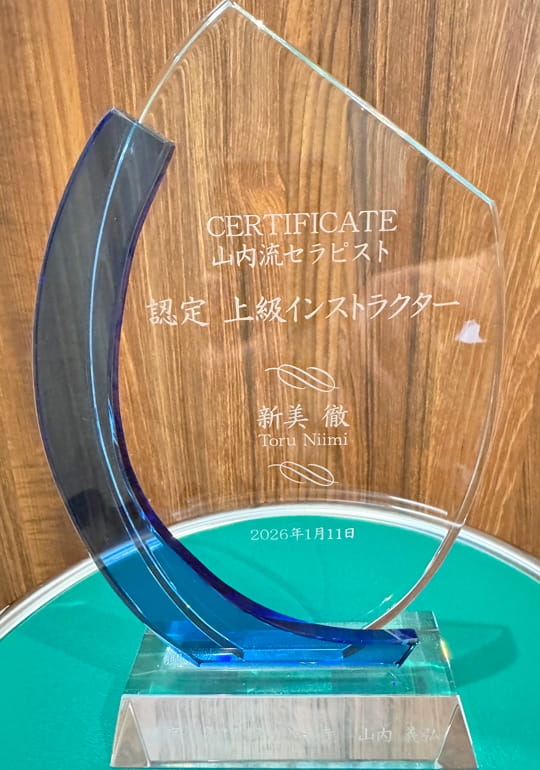 CERTIFICATE
山内流セラピスト
認定 上級インストラクター
新美 徹
Toru Niimi
2026年1月11日
山内 義弘